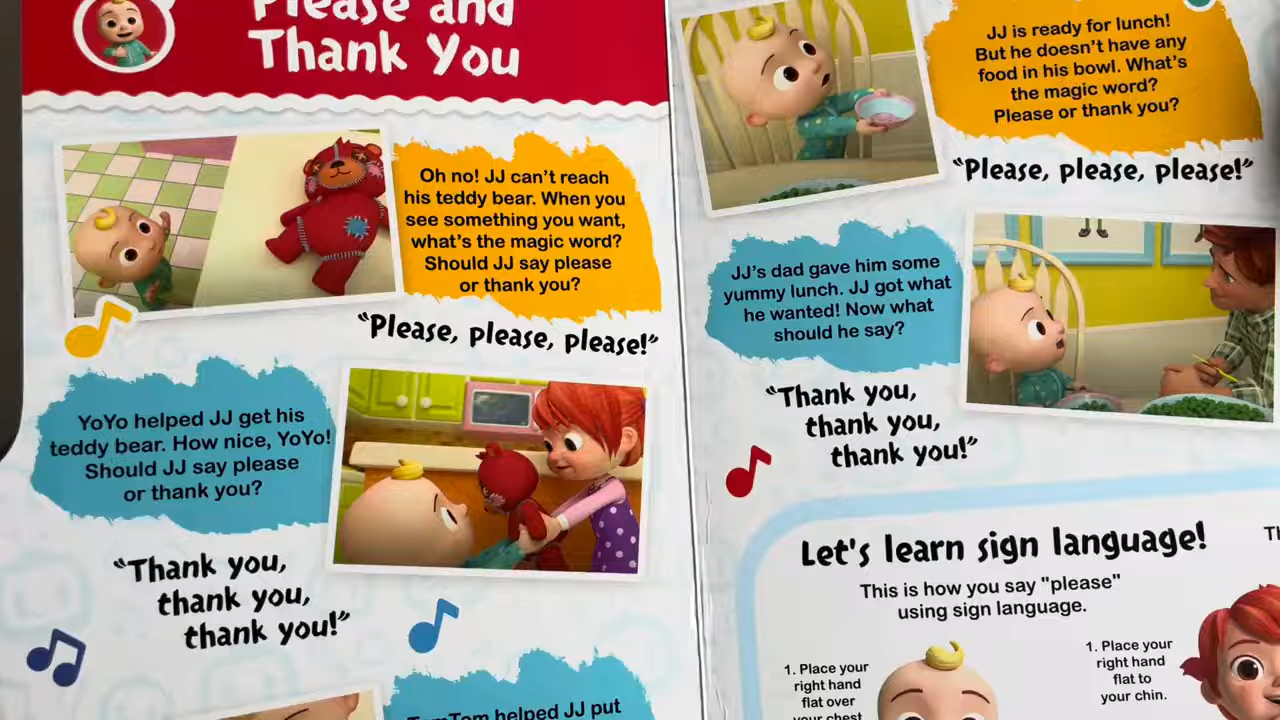 Please and
Thank You
Oh no! JJ can't reach
his teddy bear. When you
see something you want,
what's the magic word?
Should JJ say please
or thank you?
"Please, please, please!"
YoYo helped JJ get his
teddy bear. How nice, YoYo!
Should JJ say please
or thank you?
"Thank you,
thank you,
thank you!"
TomTom helped JJ put
JJ is ready for lunch!
But he doesn't have any
food in his bowl. What's
the magic word?
Please or thank you?
"Please, please, please!"
JJ's dad gave him some
yummy lunch. JJ got what
he wanted! Now what
should he say?
"Thank you,
thank you,
thank you!"
Let's learn sign language!
This is how you say "please"
using sign language.
1. Place your
right hand
flat over
your chest
1. Place your
right hand
flat to
your chin.